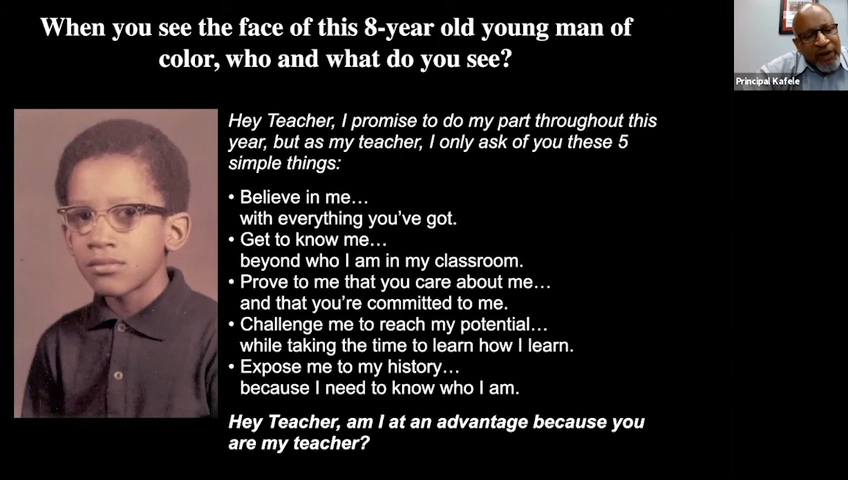 When you see the face of this 8-year old young man of
color, who and what do you see?
Principal Kafele
Hey Teacher, I promise to do my part throughout this
year, but as my teacher, I only ask of you these 5
simple things:
• Believe in me…
with everything you’ve got.
• Get to know me…
beyond who I am in my classroom.
• Prove to me that you care about me…
and that you’re committed to me.
• Challenge me to reach my potential…
while taking the time to learn how I learn.
• Expose me to my history…
because I need to know who I am.
Hey Teacher, am I at an advantage because you
are my teacher?